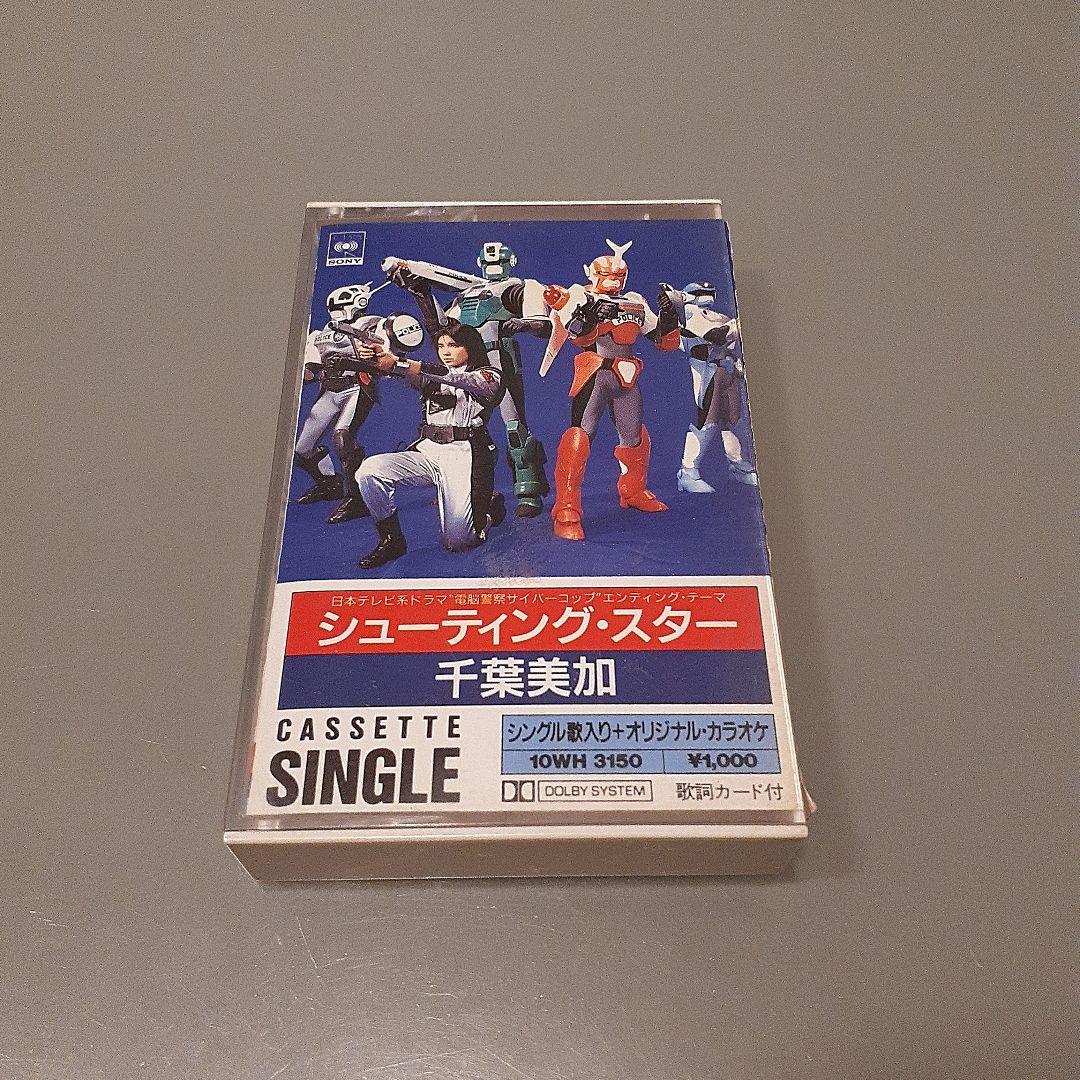 SONY
POLICE
POLICE
POLICE
日本テレビ系ドラマ"電脳警察サイバーコップ"エンディング・テーマ
シューティング・スター
千葉美加
CASSETTE
SINGLE
シングル歌入り+オリジナル・カラオケ
10WH 3150 ¥1,000
DOLBY SYSTEM 歌詞カード付